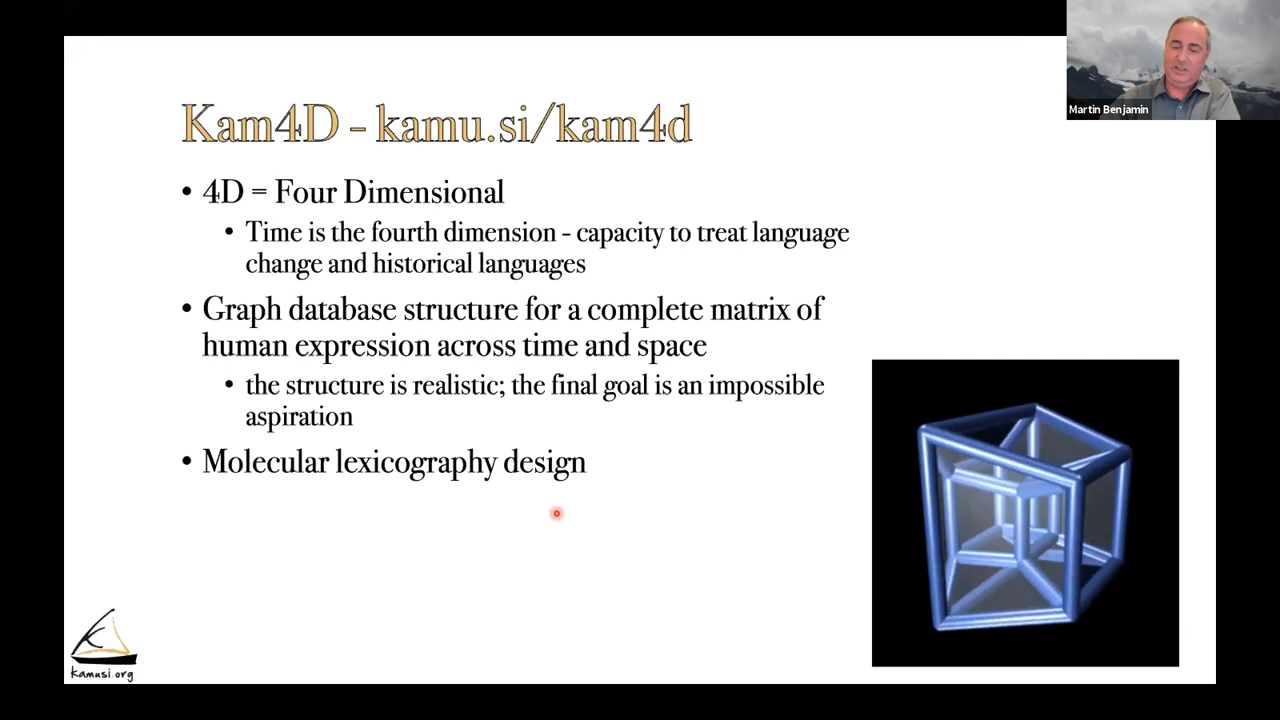 Kam4D - kamu.si/kam4d
• 4D = Four Dimensional
• Time is the fourth dimension - capacity to treat language
change and historical languages
• Graph database structure for a complete matrix of
human expression across time and space
• the structure is realistic; the final goal is an impossible
aspiration
• Molecular lexicography design
kamusi.org
Martin Benjamin